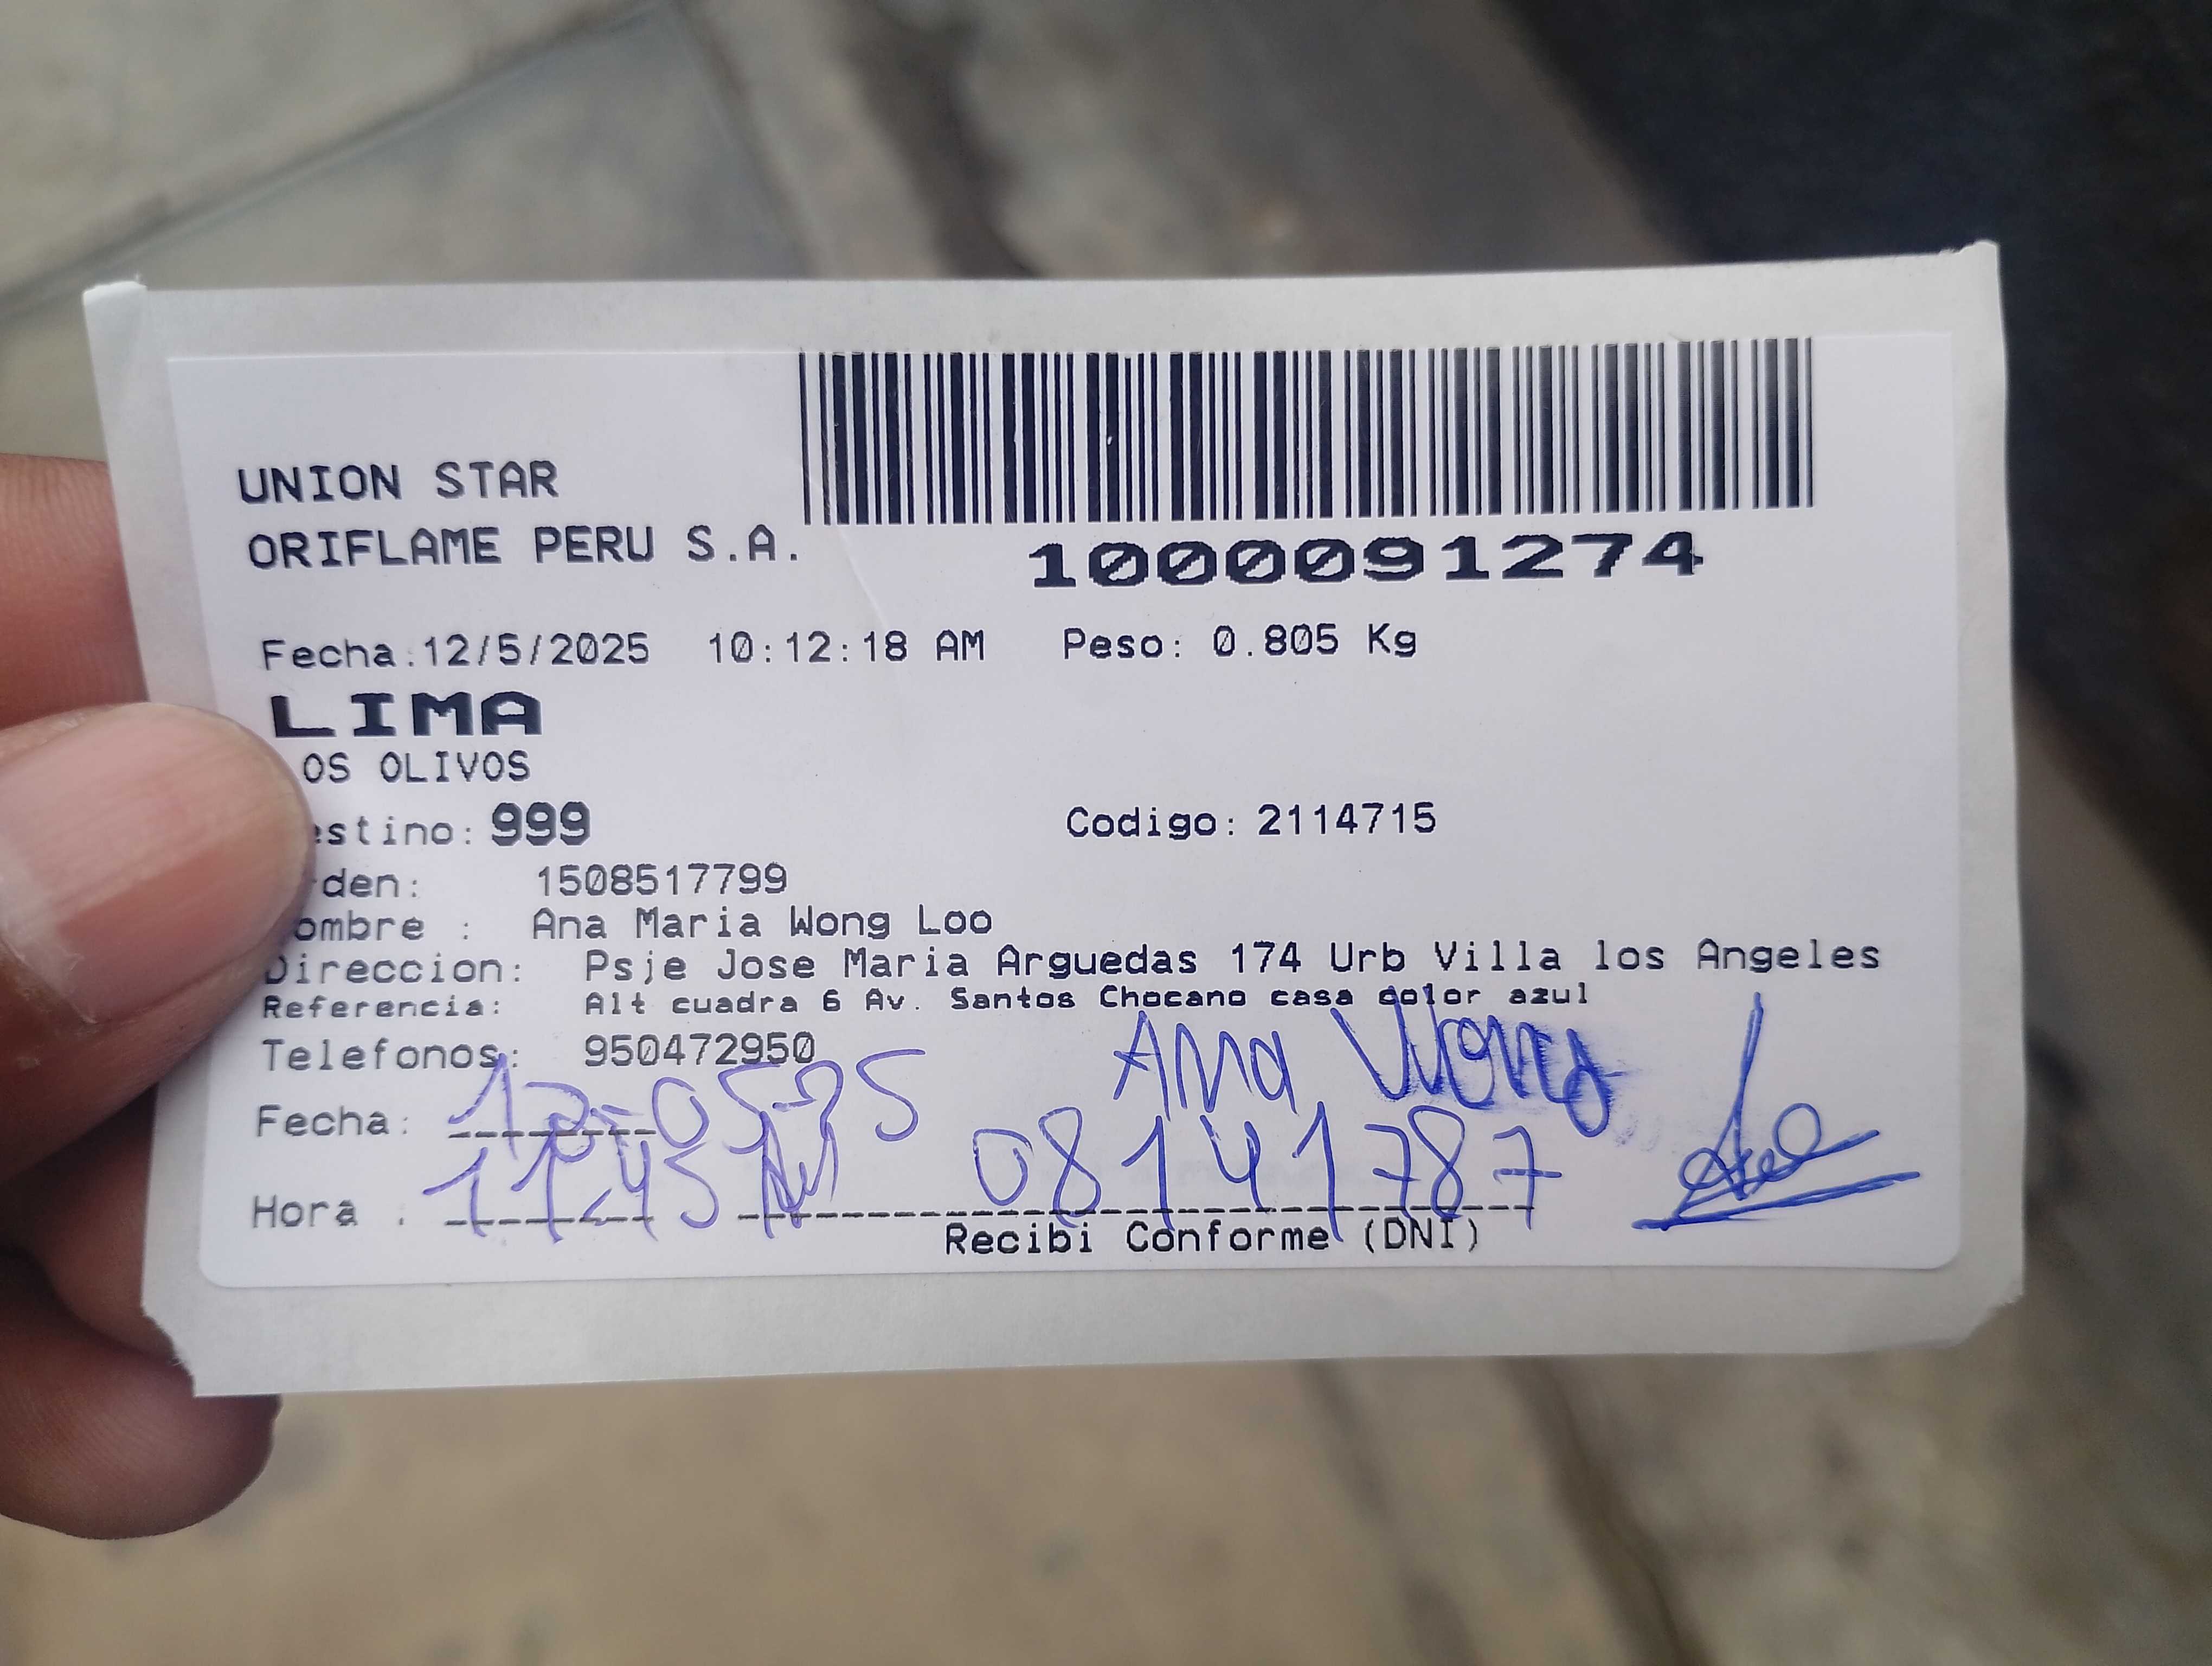 UNION STAR
ORIFLAME PERU S.A.
1000091274
Fecha:12/5/2025 10:12:18 AM Peso: 0.805 Kg
LIMA
OS OLIVOS
estino: 999 Codigo: 2114715
rden: 1508517799
ombre : Ana Maria Wong Loo
Direccion: Psje Jose Maria Arguedas 174 Urb Villa los Angeles
Referencia: Alt cuadra 6 Av. Santos Chocano casa color azul
Telefonos: 950472950
Ana Wong
Fecha: 12-05-25
Hora : 11:45 08141787
Recibi Conforme (DNI)